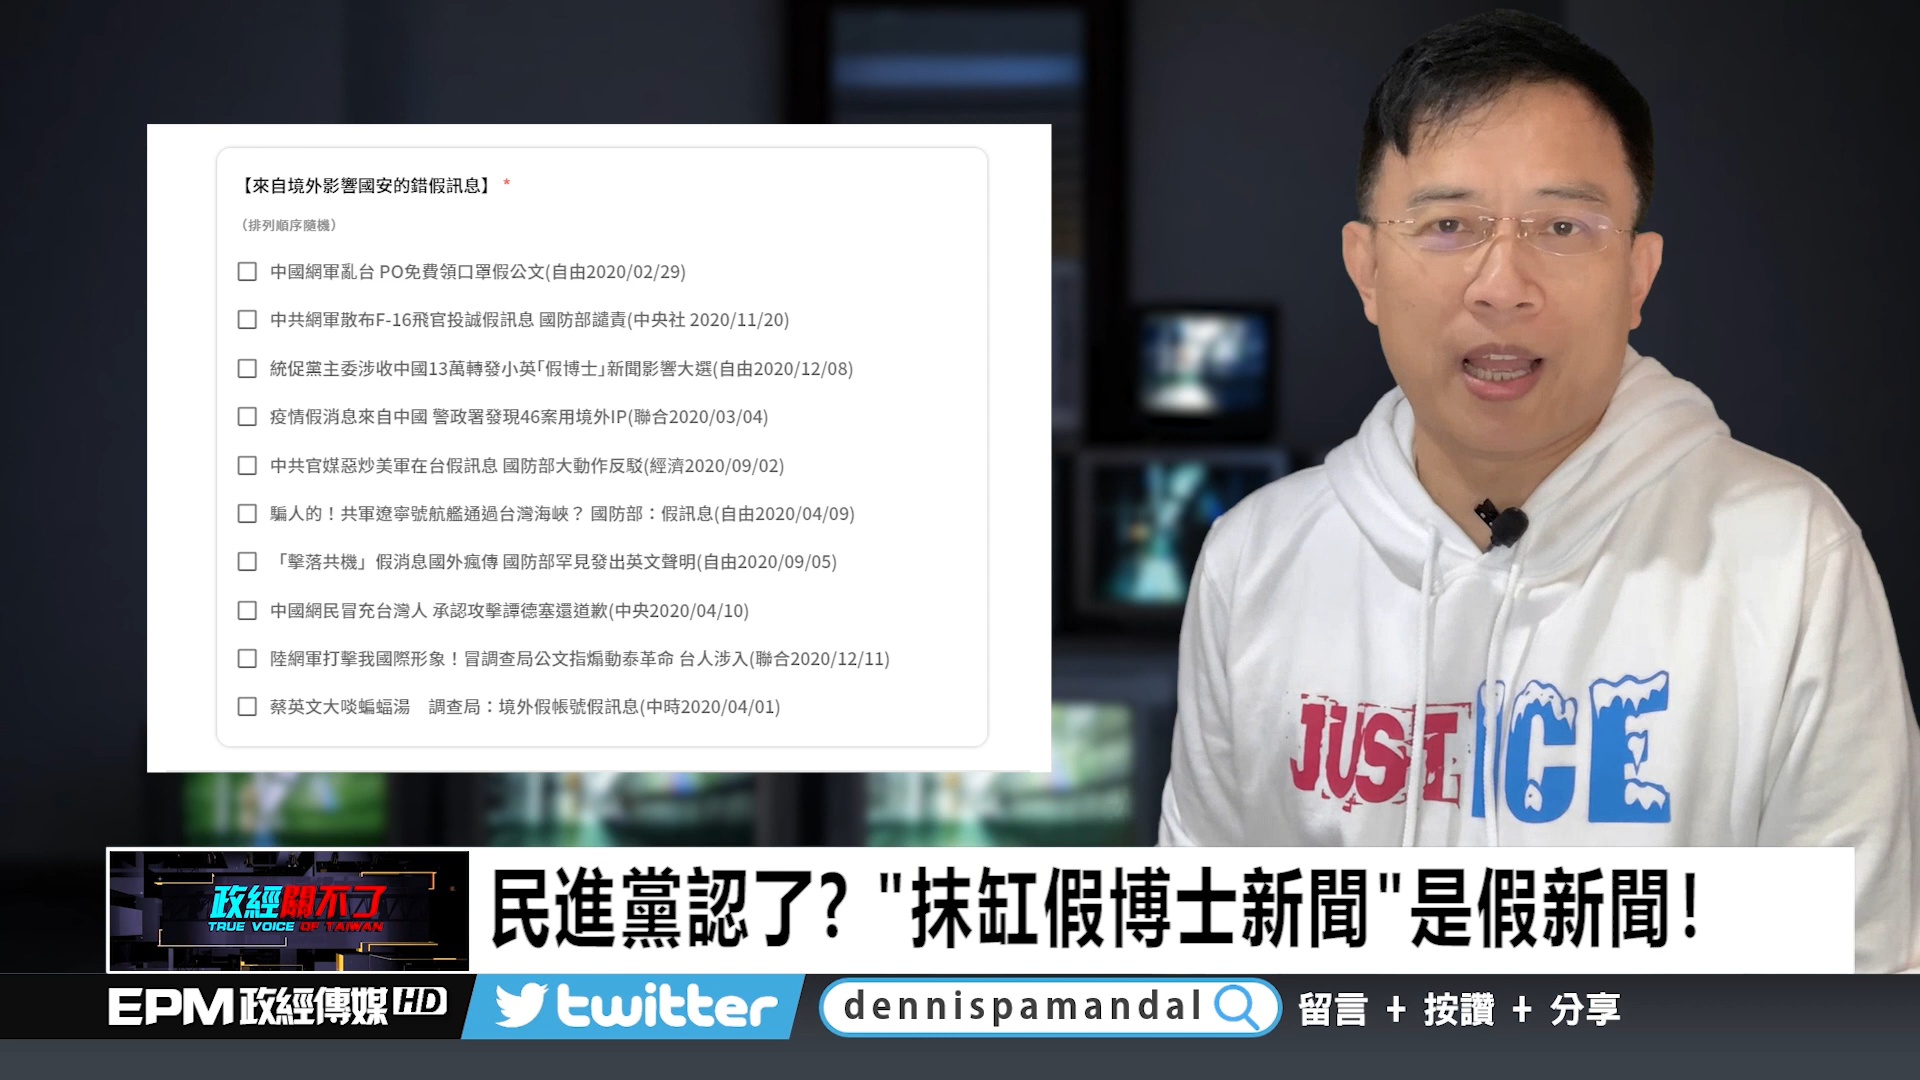 【來自境外影響國安的錯假訊息】 *
（排列順序隨機）
中國網軍亂台 PO免費領口罩假公文(自由2020/02/29)
中共網軍散布F-16飛官投誠假訊息 國防部譴責(中央社 2020/11/20)
統促黨主委涉收中國13萬轉發小英｢假博士｣新聞影響大選(自由2020/12/08)
疫情假消息來自中國 警政署發現46案用境外IP(聯合2020/03/04)
中共官媒惡炒美軍在台假訊息 國防部大動作反駁(經濟2020/09/02)
騙人的！共軍遼寧號航艦通過台灣海峽？ 國防部：假訊息(自由2020/04/09)
「擊落共機」假消息國外瘋傳 國防部罕見發出英文聲明(自由2020/09/05)
中國網民冒充台灣人 承認攻擊譚德塞還道歉(中央2020/04/10)
陸網軍打擊我國際形象！冒調查局公文指煽動泰革命 台人涉入(聯合2020/12/11)
蔡英文大啖蝙蝠湯　調查局：境外假帳號假訊息(中時2020/04/01)
JUSTICE
政經關不了
TRUE VOICE OF TAIWAN
民進黨認了? "抹缸假博士新聞"是假新聞!
EPM政經傳媒HD
twitter
dennispamandal
留言 + 按讚 + 分享